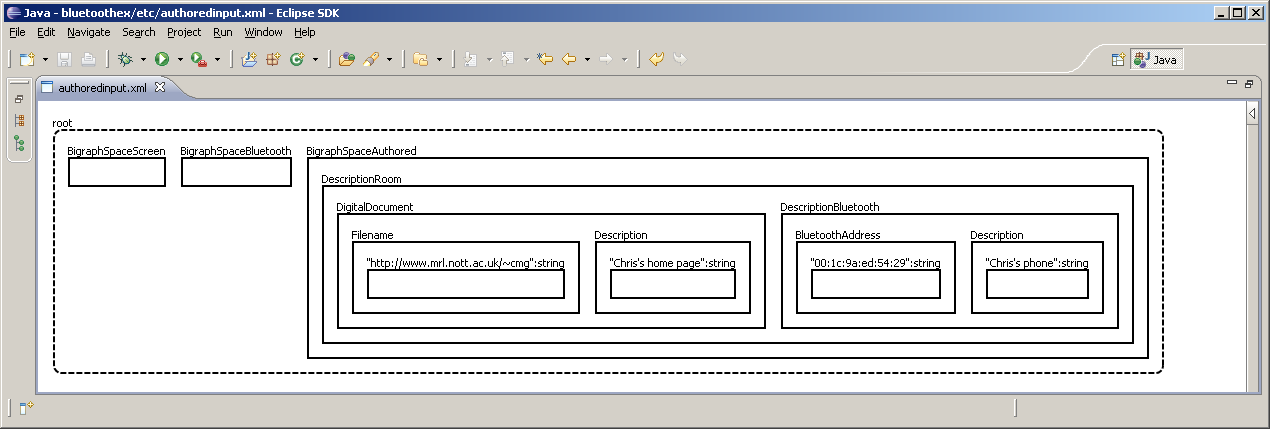 Java - bluetoothex/etc/authoredinput.xml - Eclipse SDK
File Edit Navigate Search Project Run Window Help
Java
authoredinput.xml
root
BigraphSpaceScreen BigraphSpaceBluetooth BigraphSpaceAuthored
DescriptionRoom
DigitalDocument DescriptionBluetooth
Filename Description BluetoothAddress Description
"http://www.mrl.nott.ac.uk/~cmg":string "Chris's home page":string "00:1c:9a:ed:54:29":string "Chris's phone":string